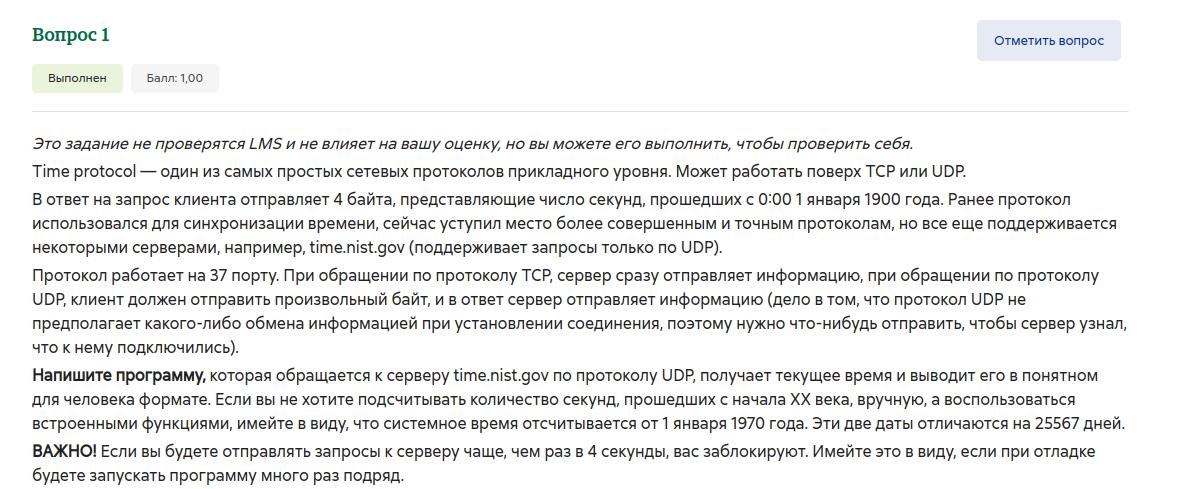 Вопрос 1
Отметить вопрос
Выполнен
Балл: 1,00
Это задание не проверятся LMS и не влияет на вашу оценку, но вы можете его выполнить, чтобы проверить себя.
Time protocol — один из самых простых сетевых протоколов прикладного уровня. Может работать поверх TCP или UDP.
В ответ на запрос клиента отправляет 4 байта, представляющие число секунд, прошедших с 0:00 1 января 1900 года. Ранее протокол
использовался для синхронизации времени, сейчас уступил место более совершенным и точным протоколам, но все еще поддерживается
некоторыми серверами, например, time.nist.gov (поддерживает запросы только по UDP).
Протокол работает на 37 порту. При обращении по протоколу TCP, сервер сразу отправляет информацию, при обращении по протоколу
UDP, клиент должен отправить произвольный байт, и в ответ сервер отправляет информацию (дело в том, что протокол UDP не
предполагает какого-либо обмена информацией при установлении соединения, поэтому нужно что-нибудь отправить, чтобы сервер узнал,
что к нему подключились).
Напишите программу, которая обращается к серверу time.nist.gov по протоколу UDP, получает текущее время и выводит его в понятном
для человека формате. Если вы не хотите подсчитывать количество секунд, прошедших с начала XX века, вручную, а воспользоваться
встроенными функциями, имейте в виду, что системное время отсчитывается от 1 января 1970 года. Эти две даты отличаются на 25567 дней.
ВАЖНО! Если вы будете отправлять запросы к серверу чаще, чем раз в 4 секунды, вас заблокируют. Имейте это в виду, если при отладке
будете запускать программу много раз подряд.